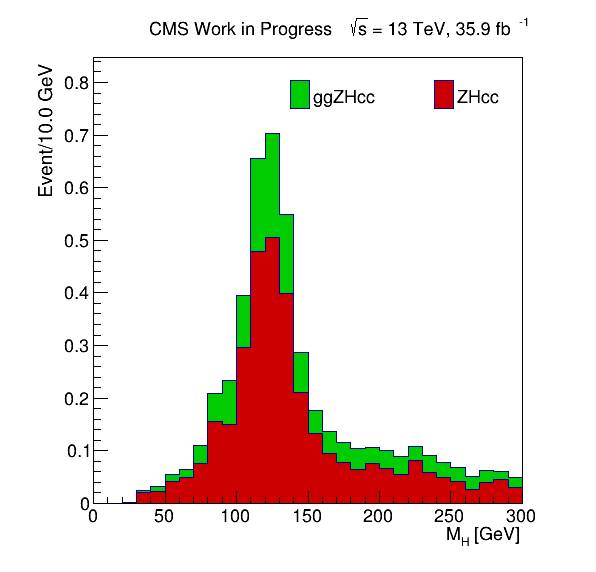 CMS Work in Progress √s = 13 TeV, 35.9 fb -1
Event/10.0 GeV
ggZHcc ZHcc
0.8
0.7
0.6
0.5
0.4
0.3
0.2
0.1
0
0 50 100 150 200 250 300
M_H [GeV]